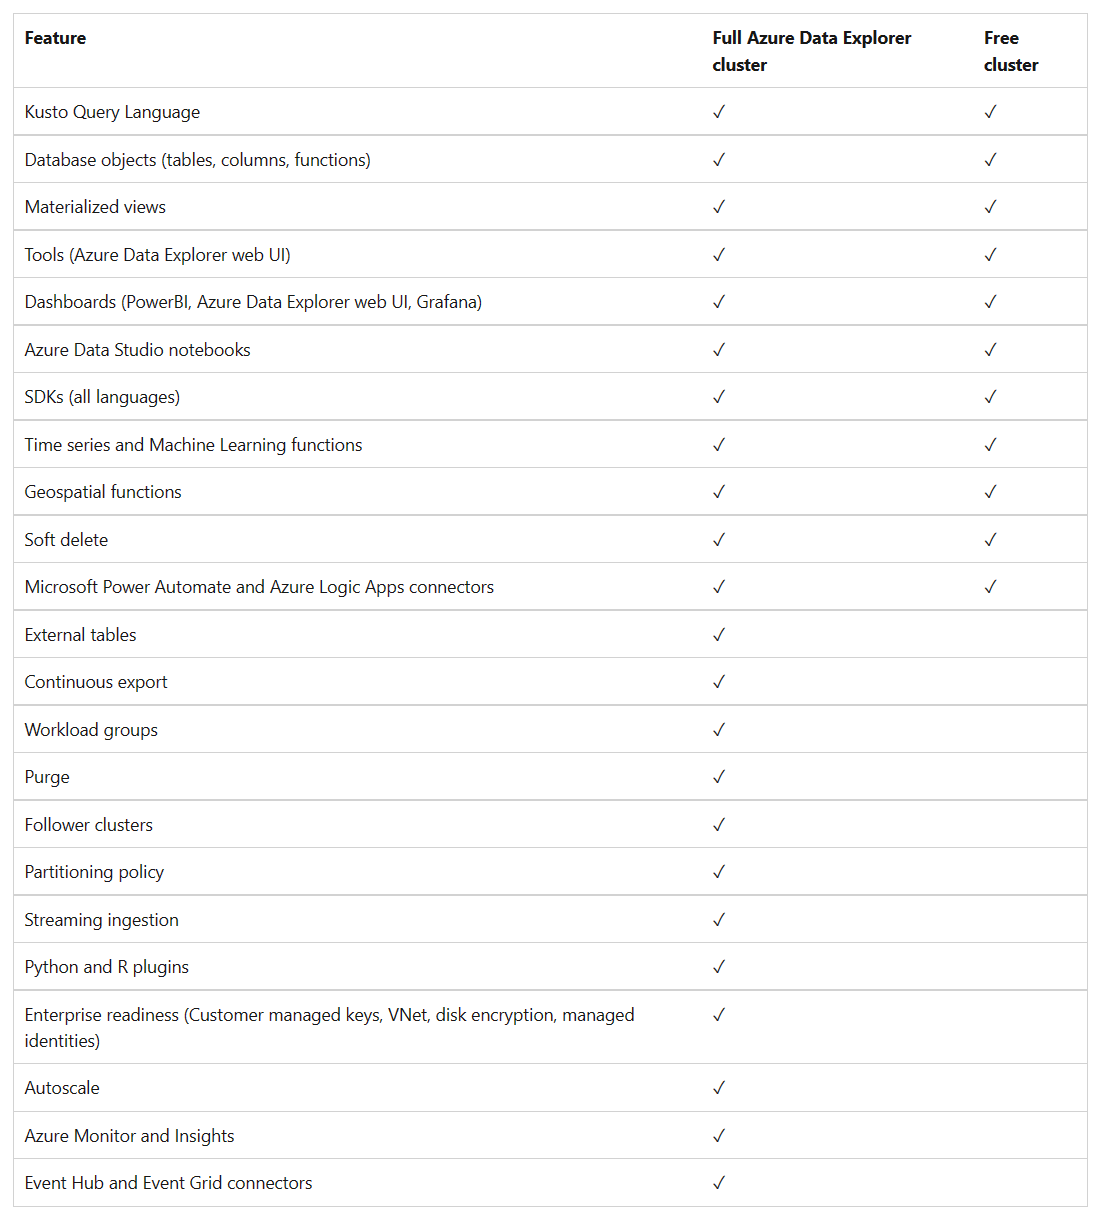 Feature Full Azure Data Explorer cluster Free cluster
Kusto Query Language ✓ ✓
Database objects (tables, columns, functions) ✓ ✓
Materialized views ✓ ✓
Tools (Azure Data Explorer web UI) ✓ ✓
Dashboards (PowerBI, Azure Data Explorer web UI, Grafana) ✓ ✓
Azure Data Studio notebooks ✓ ✓
SDKs (all languages) ✓ ✓
Time series and Machine Learning functions ✓ ✓
Geospatial functions ✓ ✓
Soft delete ✓ ✓
Microsoft Power Automate and Azure Logic Apps connectors ✓ ✓
External tables ✓
Continuous export ✓
Workload groups ✓
Purge ✓
Follower clusters ✓
Partitioning policy ✓
Streaming ingestion ✓
Python and R plugins ✓
Enterprise readiness (Customer managed keys, VNet, disk encryption, managed ✓
identities)
Autoscale ✓
Azure Monitor and Insights ✓
Event Hub and Event Grid connectors ✓